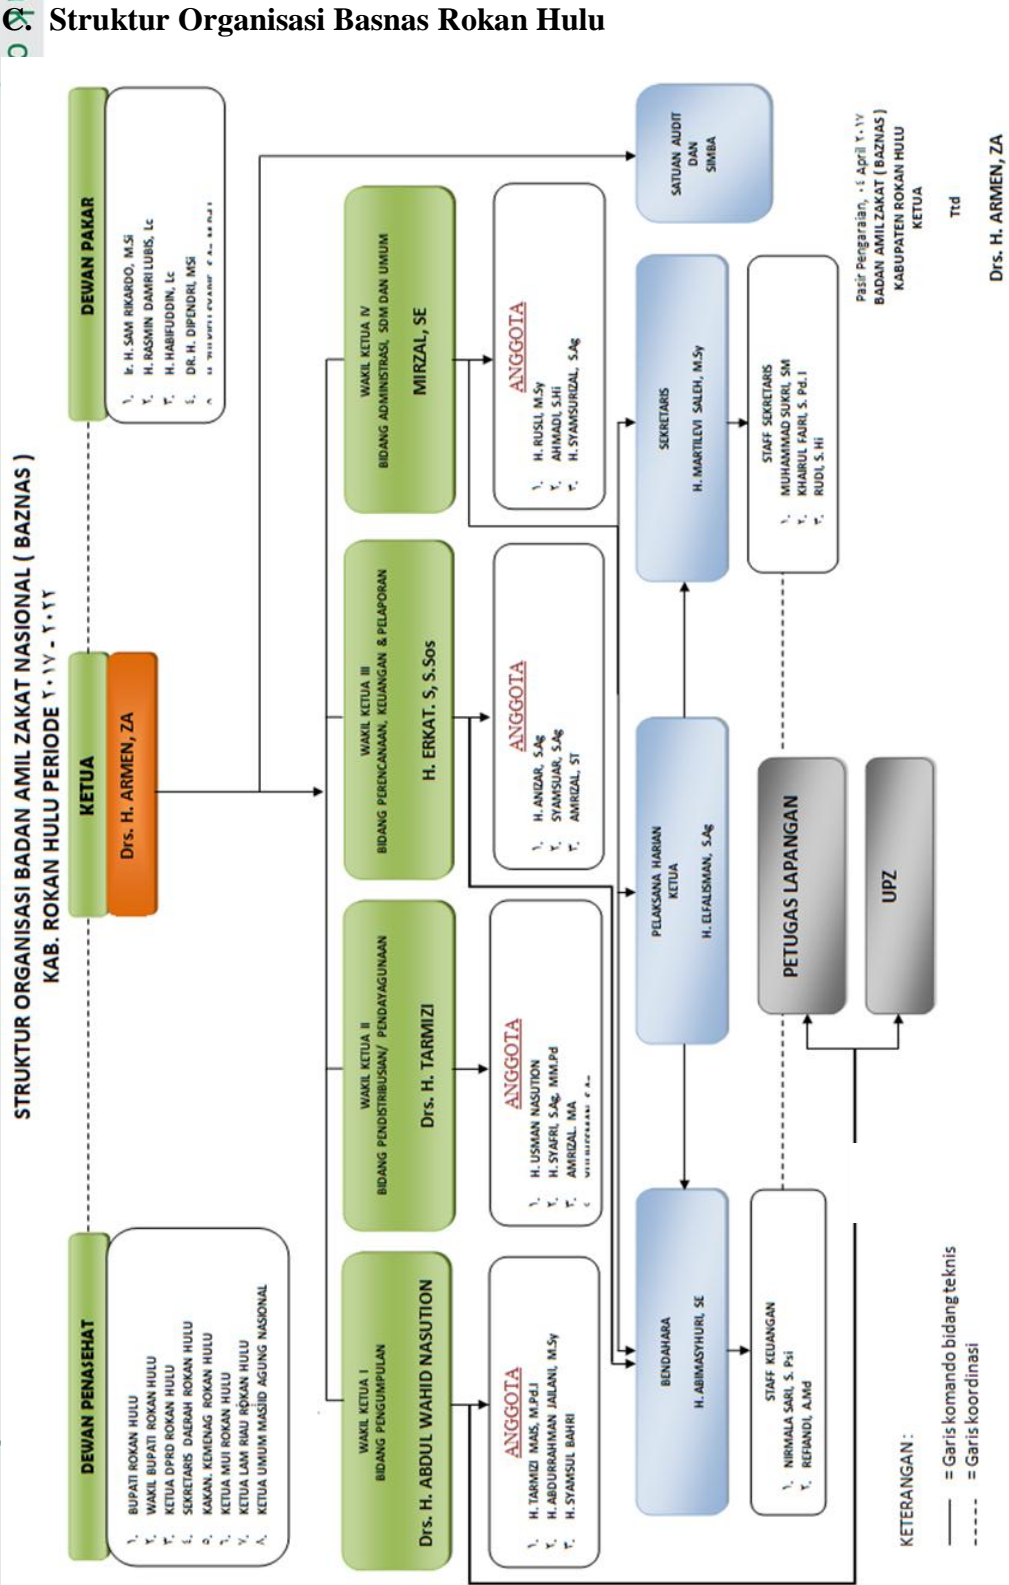 C. Struktur Organisasi Basnas Rokan Hulu
STRUKTUR ORGANISASI BADAN AMIL ZAKAT NASIONAL ( BAZNAS )
KAB. ROKAN HULU PERIODE ٢٠١٧ - ٢٠٢٢
DEWAN PENASEHAT
١. BUPATI ROKAN HULU
٢. WAKIL BUPATI ROKAN HULU
٣. KETUA DPRD ROKAN HULU
٤. SEKRETARIS DAERAH ROKAN HULU
٥. KAKAN. KEMENAG ROKAN HULU
٦. KETUA MUI ROKAN HULU
٧. KETUA LAM RIAU ROKAN HULU
٨. KETUA UMUM MASJID AGUNG NASIONAL
KETUA
Drs. H. ARMEN, ZA
DEWAN PAKAR
١. Ir. H. SAM RIKARDO, M.Si
٢. H. RASMIN DAMRI LUBIS, Lc
٣. H. HABIFUDDIN, Lc
٤. DR. H. DIPENDRI, MSi
WAKIL KETUA I
BIDANG PENGUMPULAN
Drs. H. ABDUL WAHID NASUTION
WAKIL KETUA II
BIDANG PENDISTRIBUSIAN/ PENDAYAGUNAAN
Drs. H. TARMIZI
WAKIL KETUA III
BIDANG PERENCANAAN, KEUANGAN & PELAPORAN
H. ERKAT. S, S.Sos
WAKIL KETUA IV
BIDANG ADMINISTRASI, SDM DAN UMUM
MIRZAL, SE
ANGGOTA
١. H. TARMIZI MAIS, M.Pd.I
٢. H. ABDURRAHMAN JAILANI, M.Sy
٣. H. SYAMSUL BAHRI
ANGGOTA
١. H. USMAN NASUTION
٢. H. SYAFRI, S.Ag, MM.Pd
٣. AMRIZAL. MA
ANGGOTA
١. H. ANIZAR, S.Ag
٢. SYAMSUAR, S.Ag
٣. AMRIZAL, ST
ANGGOTA
١. H. RUSLI, M.Sy
٢. AHMADI, S.Hi
٣. H. SYAMSURIZAL, S.Ag
SATUAN AUDIT
DAN
SIMBA
BENDAHARA
H. ABIMASYHURI, SE
PELAKSANA HARIAN
KETUA
H. ELFALISMAN, S.Ag
SEKRETARIS
H. MARTILEVI SALEH, M.Sy
STAFF KEUANGAN
١. NIRMALA SARI, S. Psi
٢. REFIANDI, A.Md
STAFF SEKRETARIS
١. MUHAMMAD SUKRI, SM
٢. KHAIRUL FAJRI, S. Pd. I
٣. RUDI, S. Hi
PETUGAS LAPANGAN
UPZ
KETERANGAN :
= Garis komando bidang teknis
= Garis koordinasi
Pasir Pengaraian, ٠٤ April ٢٠١٧
BADAN AMIL ZAKAT ( BAZNAS )
KABUPATEN ROKAN HULU
KETUA
Ttd
Drs. H. ARMEN, ZA